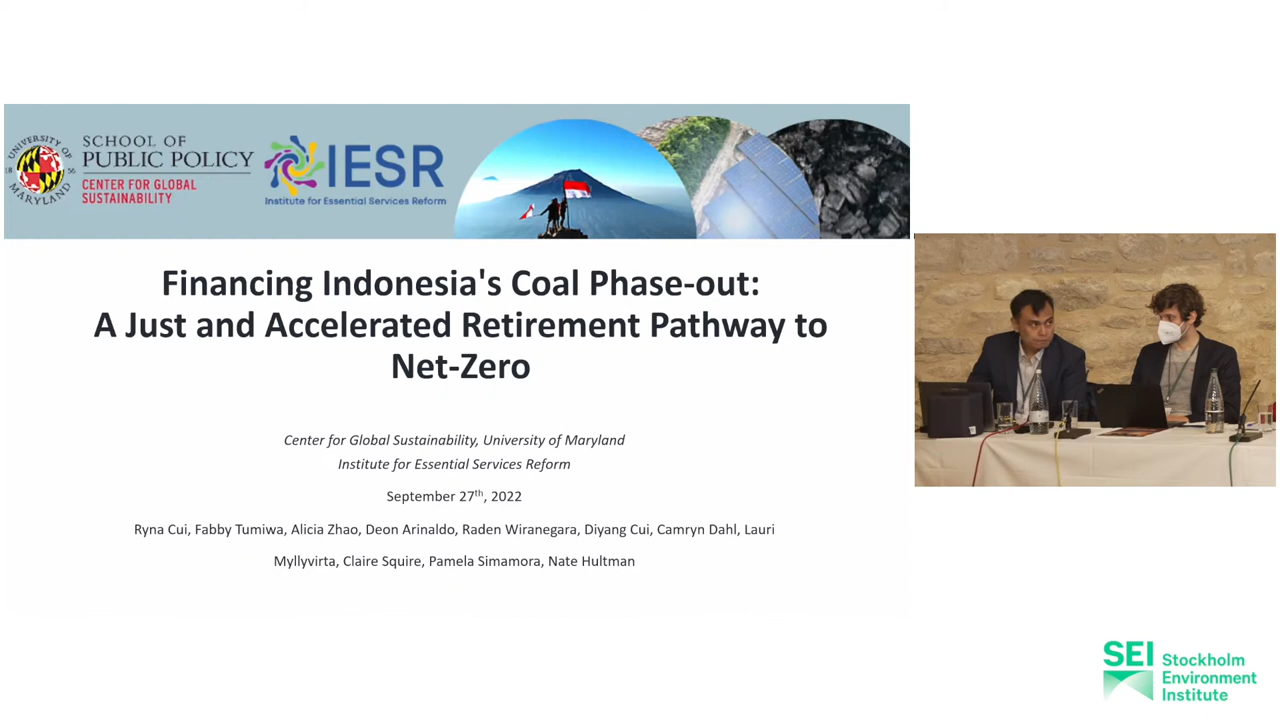 UNIVERSITY OF
MARYLAND
18 56
SCHOOL OF
PUBLIC POLICY
CENTER FOR GLOBAL
SUSTAINABILITY
IESR
Institute for Essential Services Reform
Financing Indonesia's Coal Phase-out:
A Just and Accelerated Retirement Pathway to
Net-Zero
Center for Global Sustainability, University of Maryland
Institute for Essential Services Reform
September 27th, 2022
Ryna Cui, Fabby Tumiwa, Alicia Zhao, Deon Arinaldo, Raden Wiranegara, Diyang Cui, Camryn Dahl, Lauri
Myllyvirta, Claire Squire, Pamela Simamora, Nate Hultman
SEI Stockholm
Environment
Institute